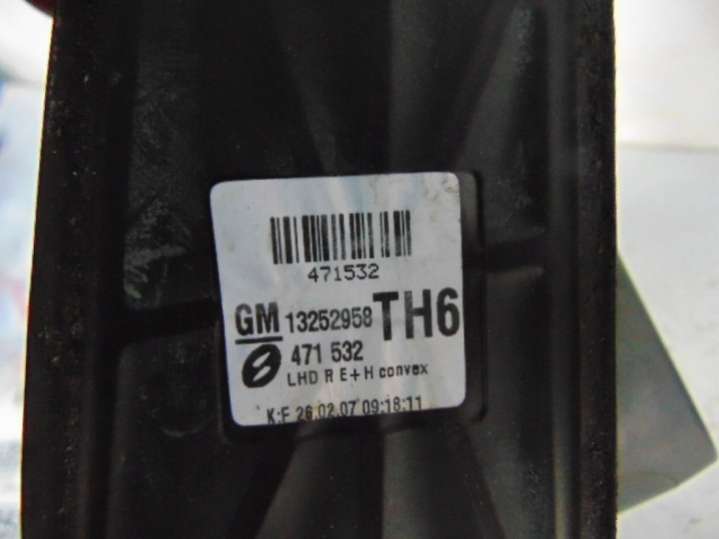 471532
GM 13252958 TH6
471 532
LHD R E+H convex
K:F 26.02.07 09:18:11